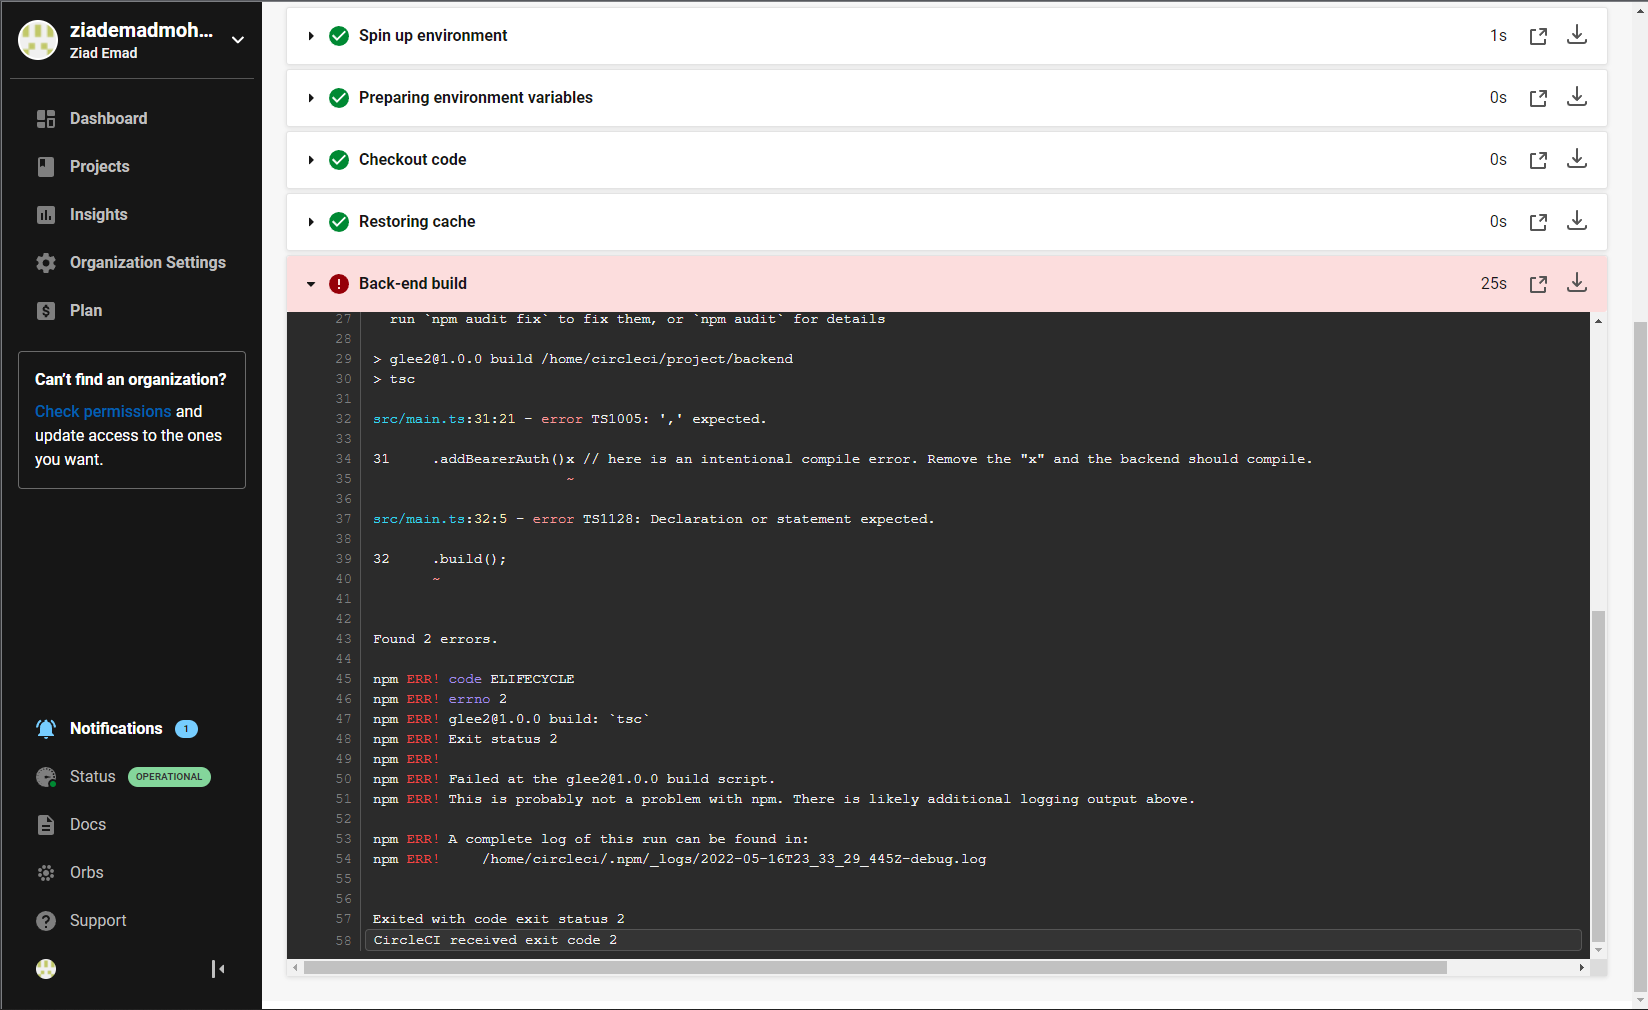 ziademadmoh...
Ziad Emad
Dashboard
Projects
Insights
Organization Settings
Plan
Can't find an organization?
Check permissions and
update access to the ones
you want.
Notifications 1
Status OPERATIONAL
Docs
Orbs
Support
Spin up environment 1s
Preparing environment variables 0s
Checkout code 0s
Restoring cache 0s
Back-end build 25s
27 run `npm audit fix` to fix them, or `npm audit` for details
28
29 > glee2@1.0.0 build /home/circleci/project/backend
30 > tsc
31
32 src/main.ts:31:21 - error TS1005: ',' expected.
33
34 31 .addBearerAuth()x // here is an intentional compile error. Remove the "x" and the backend should compile.
35 ~
36
37 src/main.ts:32:5 - error TS1128: Declaration or statement expected.
38
39 32 .build();
40 ~
41
42
43 Found 2 errors.
44
45 npm ERR! code ELIFECYCLE
46 npm ERR! errno 2
47 npm ERR! glee2@1.0.0 build: `tsc`
48 npm ERR! Exit status 2
49 npm ERR!
50 npm ERR! Failed at the glee2@1.0.0 build script.
51 npm ERR! This is probably not a problem with npm. There is likely additional logging output above.
52
53 npm ERR! A complete log of this run can be found in:
54 npm ERR! /home/circleci/.npm/_logs/2022-05-16T23_33_29_445Z-debug.log
55
56
57 Exited with code exit status 2
58 CircleCI received exit code 2